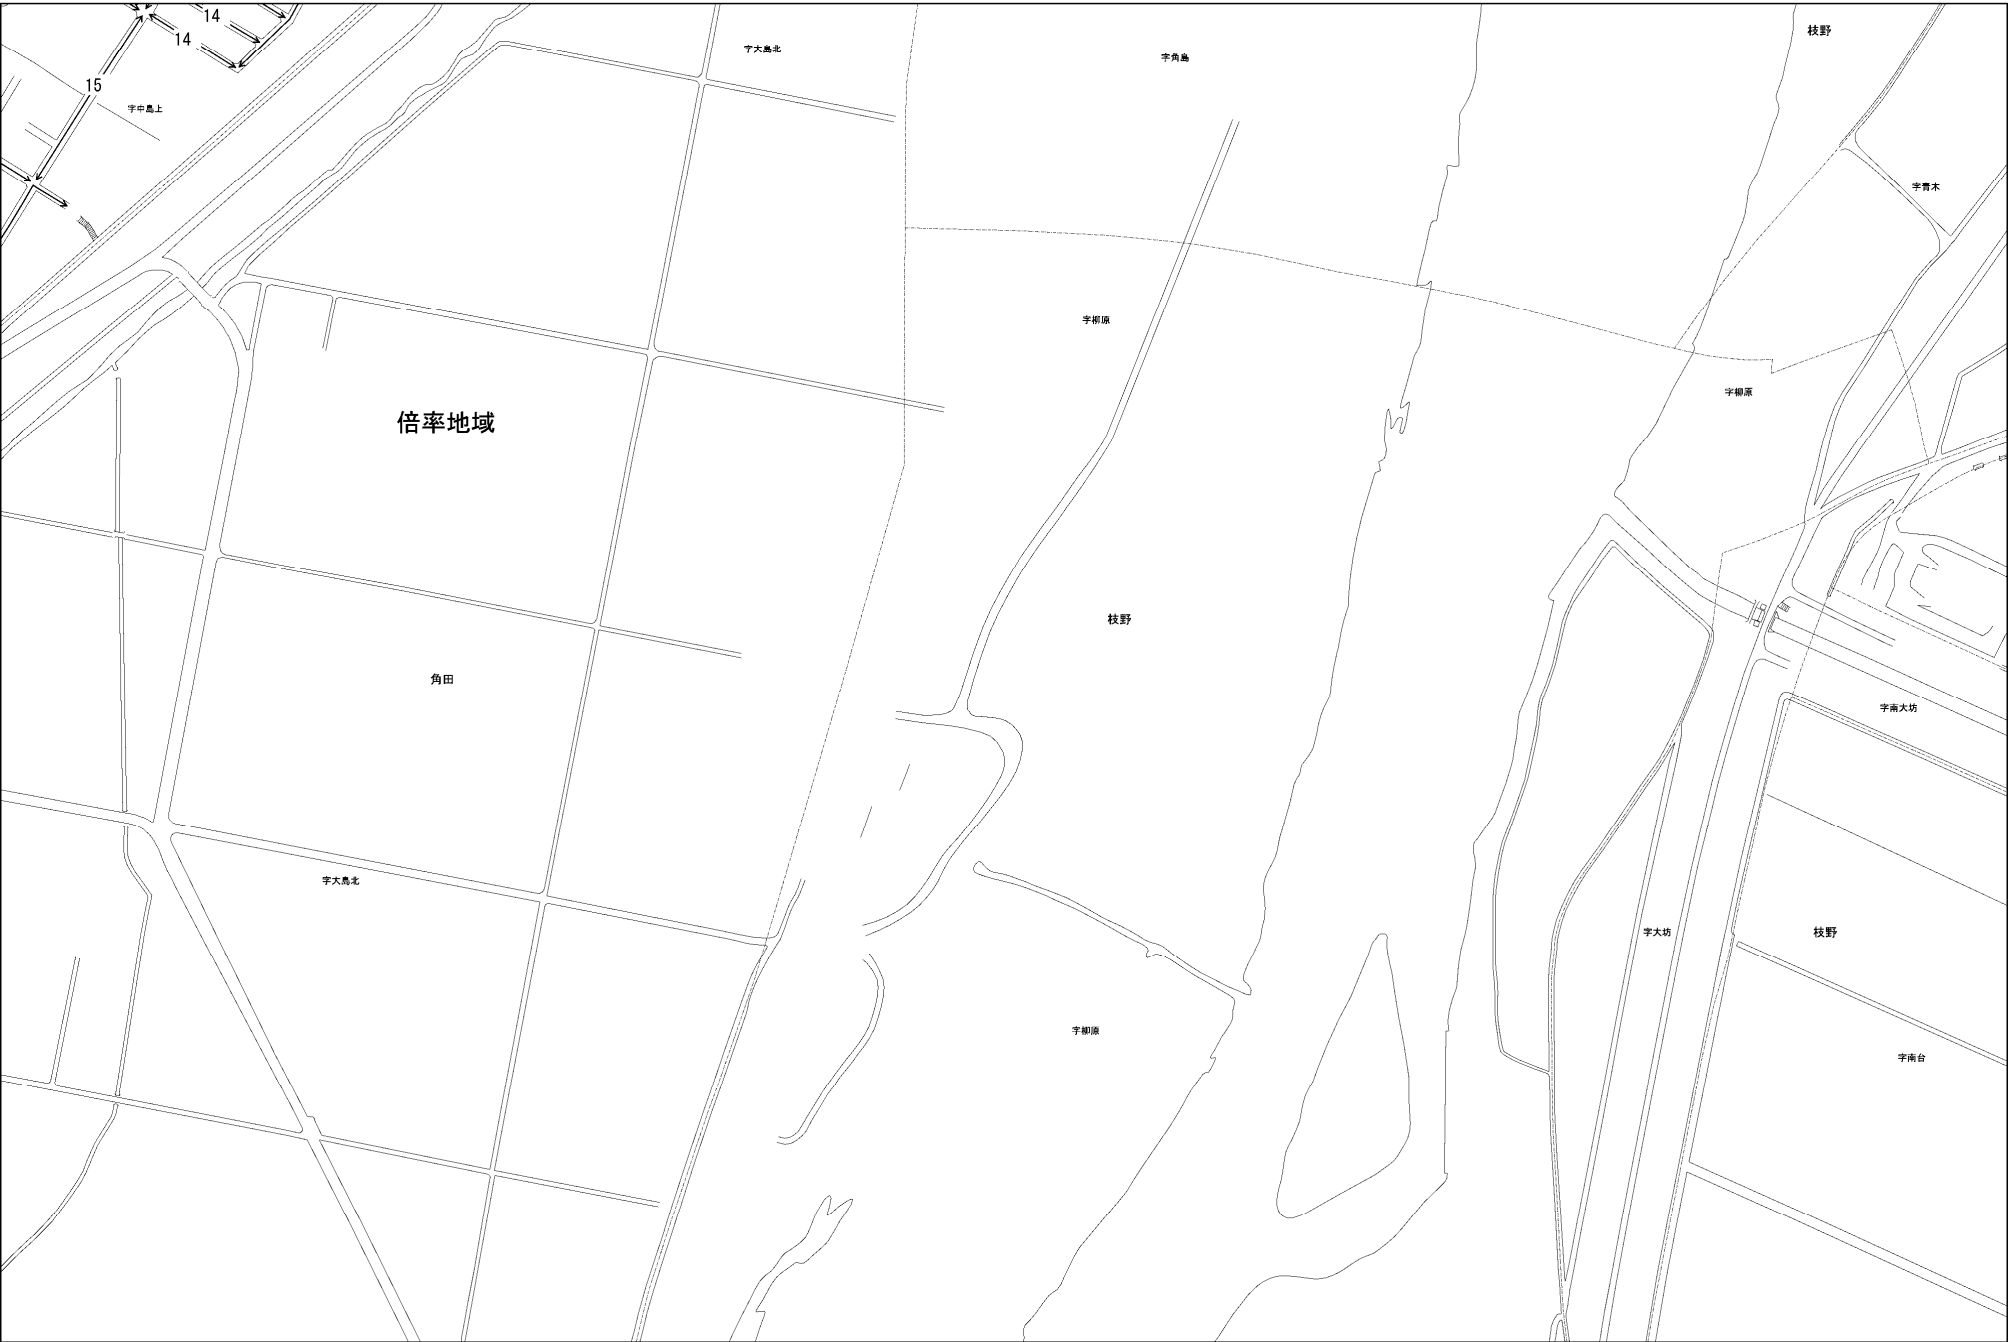 14
字大島北
字角島
枝野
14
15
字中島上
字青木
字柳原
字柳原
倍率地域
枝野
角田
字南大坊
字大島北
字大坊
枝野
字柳原
字南台